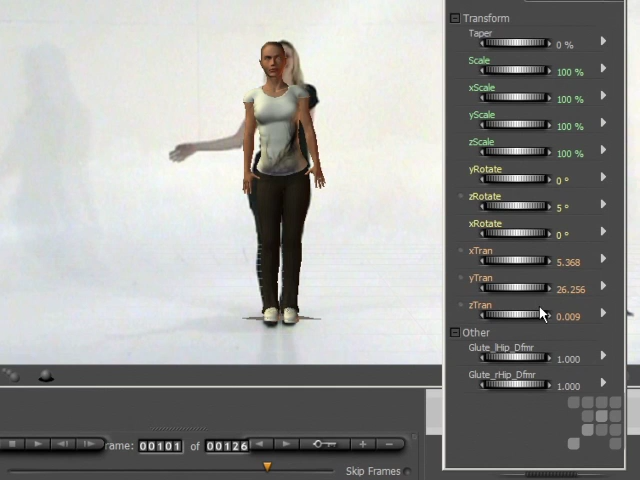 Transform
Taper
0 %
Scale
100 %
xScale
100 %
yScale
100 %
zScale
100 %
yRotate
0 °
zRotate
5 °
xRotate
0 °
xTran
5.368
yTran
26.256
zTran
0.009
Other
Glute_lHip_Dfmr
1.000
Glute_rHip_Dfmr
1.000
rame: 00101 of 00126
Skip Frames